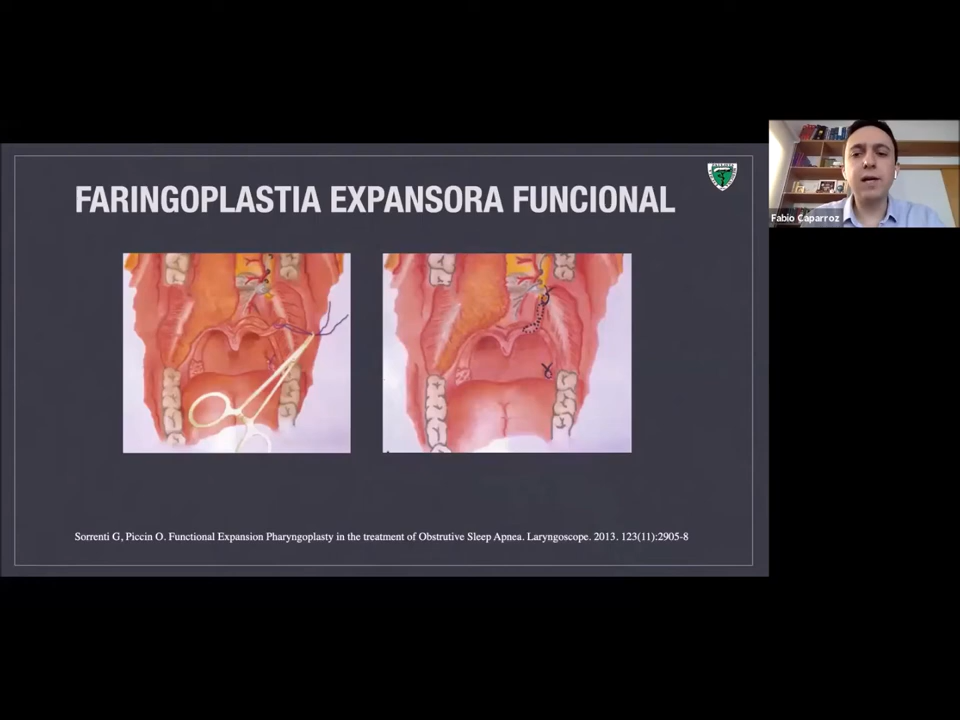 FARINGOPLASTIA EXPANSORA FUNCIONAL
Fabio Caparroz
Sorrenti G, Piccin O. Functional Expansion Pharyngoplasty in the treatment of Obstrutive Sleep Apnea. Laryngoscope. 2013. 123(11):2905-8